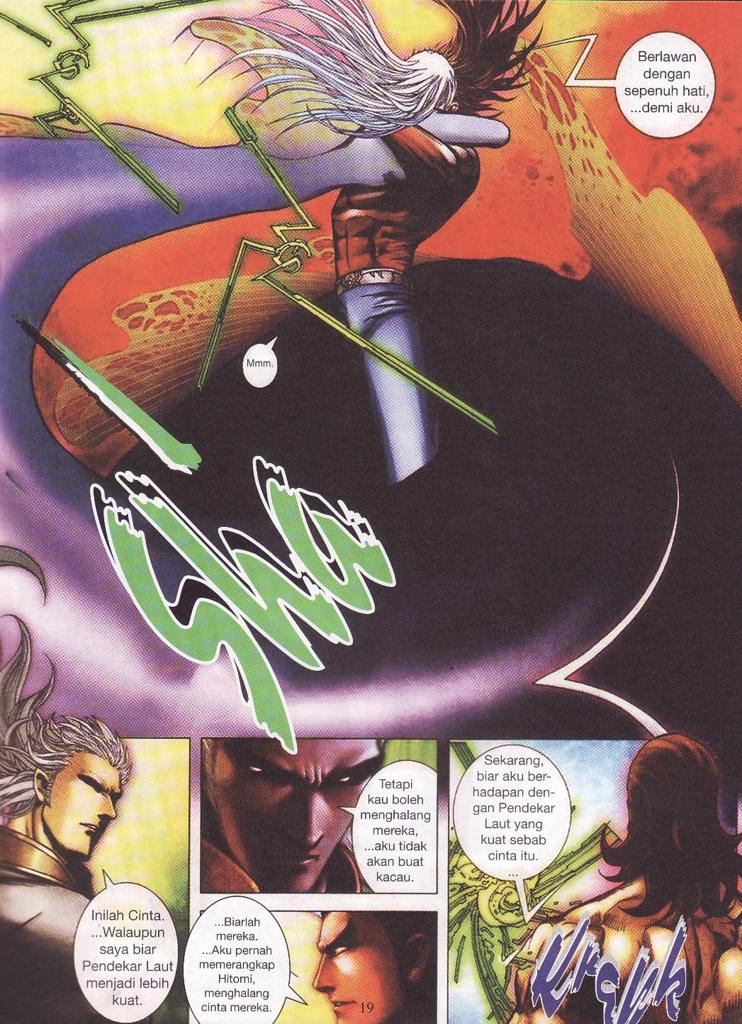 Berlawan
dengan
sepenuh hati,
...demi aku.
Mmm.
Sha
Inilah Cinta.
...Walaupun
saya biar
Pendekar Laut
menjadi lebih
kuat.
Tetapi
kau boleh
menghalang
mereka,
...aku tidak
akan buat
kacau.
...Biarlah
mereka.
...Aku pernah
memerangkap
Hitomi,
menghalang
cinta mereka.
Sekarang,
biar aku ber-
hadapan den-
gan Pendekar
Laut yang
kuat sebab
cinta itu.
...
19